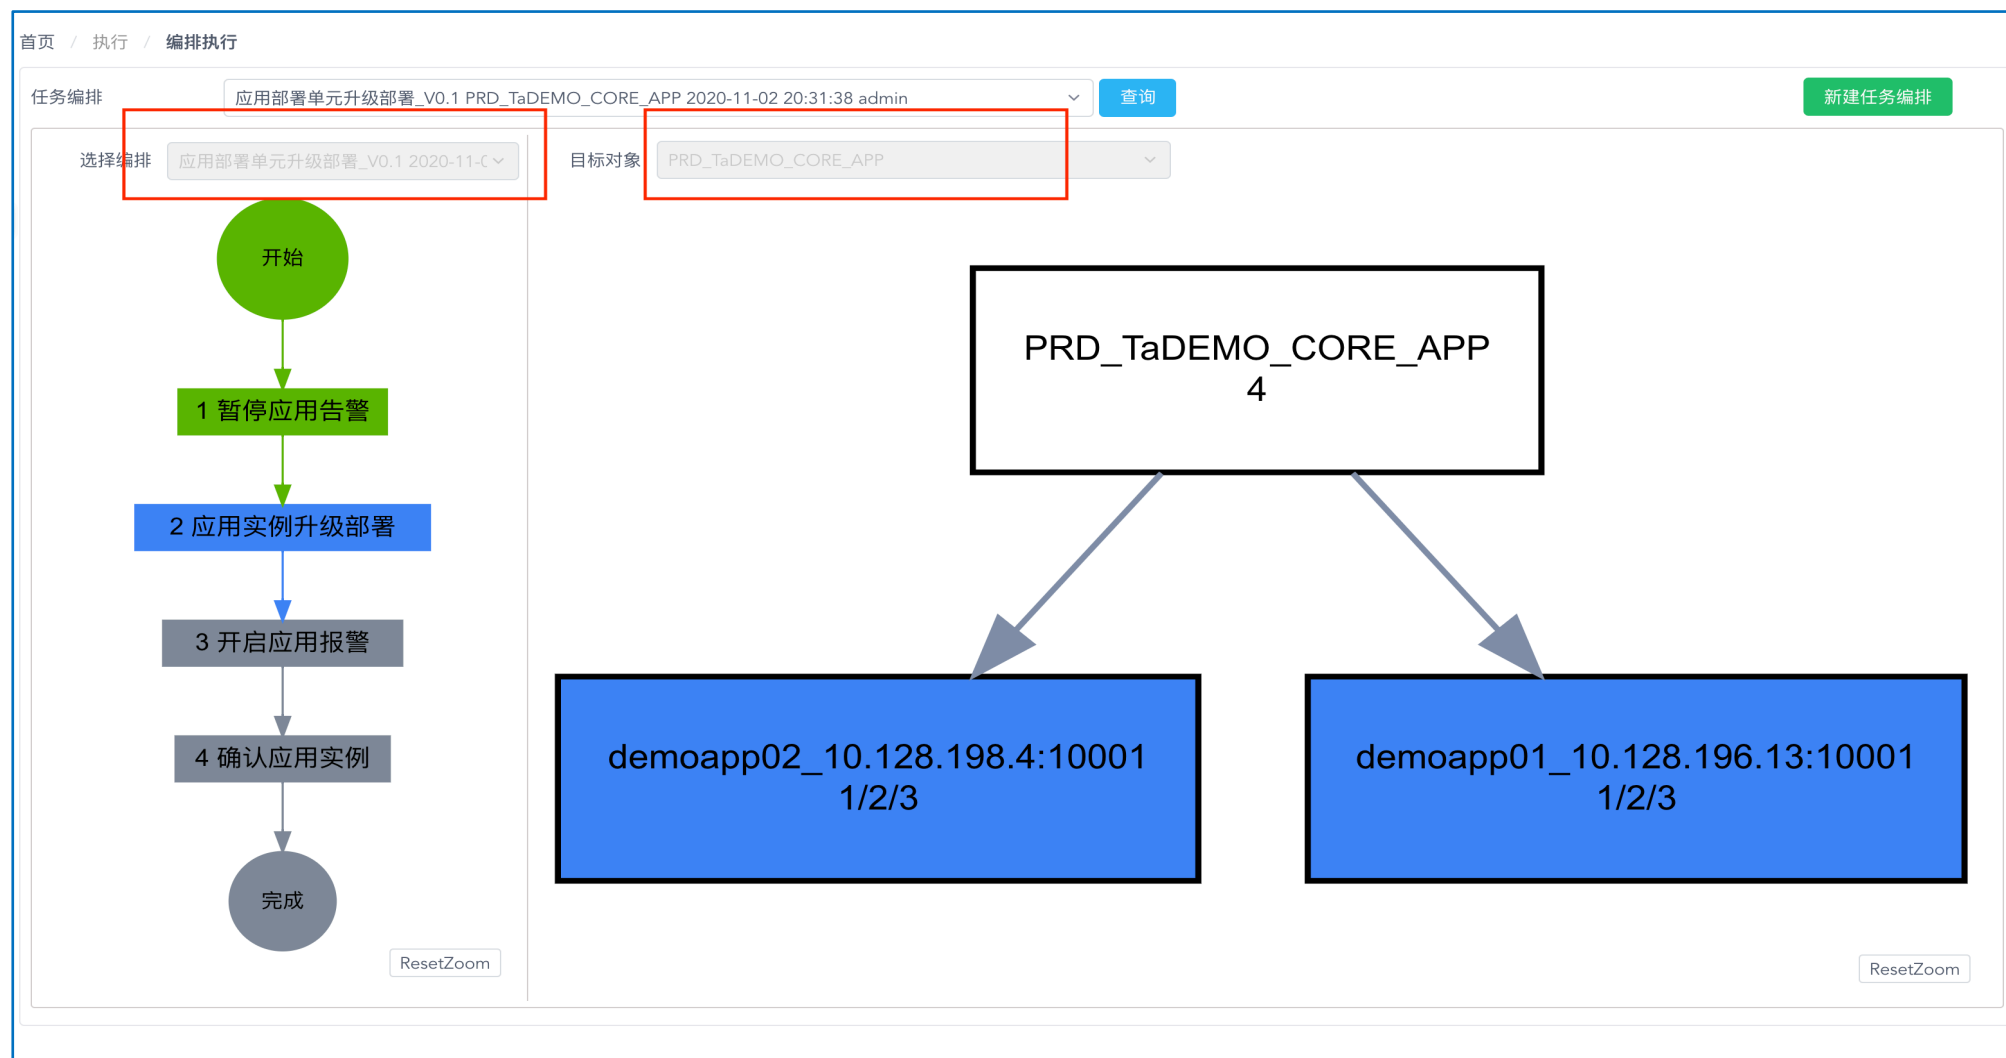 首页 / 执行 / 编排执行
任务编排 应用部署单元升级部署_V0.1 PRD_TaDEMO_CORE_APP 2020-11-02 20:31:38 admin 查询 新建任务编排
选择编排 应用部署单元升级部署_V0.1 2020-11-0 目标对象 PRD_TaDEMO_CORE_APP
开始
1 暂停应用告警
2 应用实例升级部署
3 开启应用报警
4 确认应用实例
完成
ResetZoom
PRD_TaDEMO_CORE_APP
4
demoapp02_10.128.198.4:10001
1/2/3
demoapp01_10.128.196.13:10001
1/2/3
ResetZoom